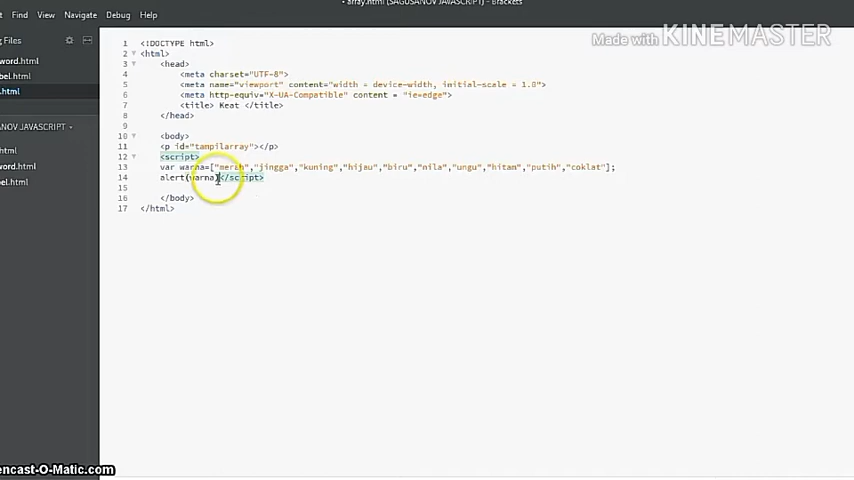 array.html (SAGUSANOV JAVASCRIPT) - Brackets
Find View Navigate Debug Help
Made with KINEMASTER
ng Files
word.html
bel.html
.html
NOV JAVASCRIPT
html
word.html
bel.html
1 <!DOCTYPE html>
2 <html>
3 <head>
4 <meta charset="UTF-8">
5 <meta name="viewport" content="width = device-width, initial-scale = 1.0">
6 <meta http-equiv="X-UA-Compatible" content = "ie=edge">
7 <title> Keat </title>
8 </head>
9
10 <body>
11 <p id="tampilarray"></p>
12 <script>
13 var warna=["merah","jingga","kuning","hijau","biru","nila","ungu","hitam","putih","coklat"];
14 alert(warna)</script>
15
16 </body>
17 </html>
encast-O-Matic.com